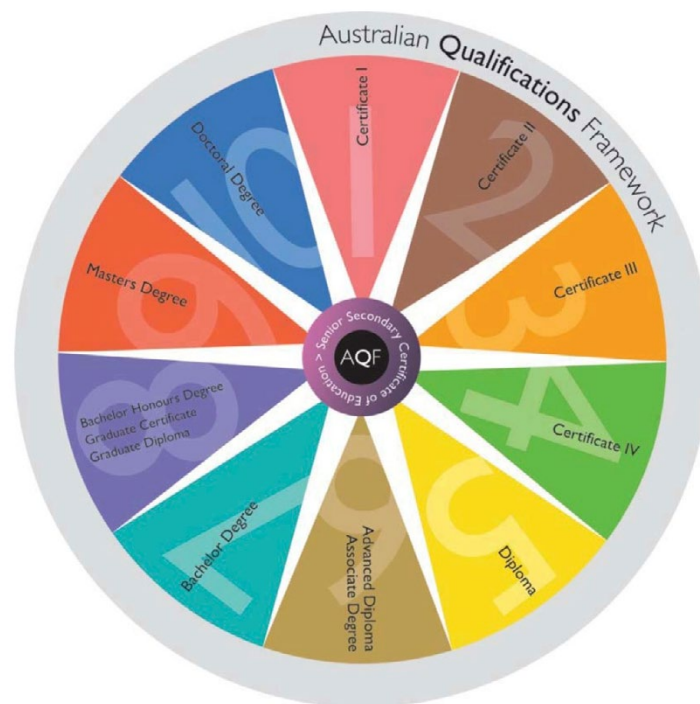 Australian Qualifications Framework
1
Certificate I
2
Certificate II
3
Certificate III
4
Certificate IV
5
Diploma
6
Advanced Diploma
Associate Degree
7
Bachelor Degree
8
Bachelor Honours Degree
Graduate Certificate
Graduate Diploma
9
Masters Degree
10
Doctoral Degree
Senior Secondary Certificate of Education >
AQF